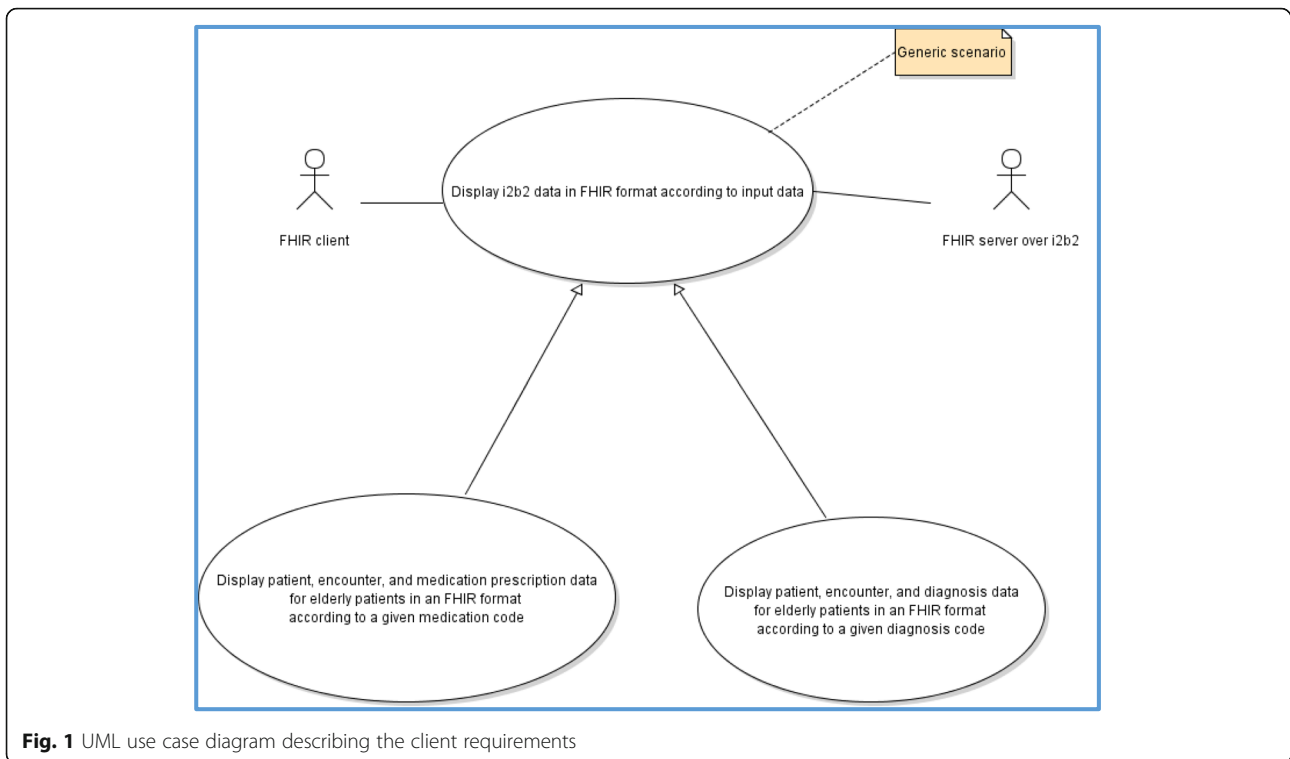 Generic scenario
Display i2b2 data in FHIR format according to input data
FHIR client
FHIR server over i2b2
Display patient, encounter, and medication prescription data
for elderly patients in an FHIR format
according to a given medication code
Display patient, encounter, and diagnosis data
for elderly patients in an FHIR format
according to a given diagnosis code
Fig. 1 UML use case diagram describing the client requirements